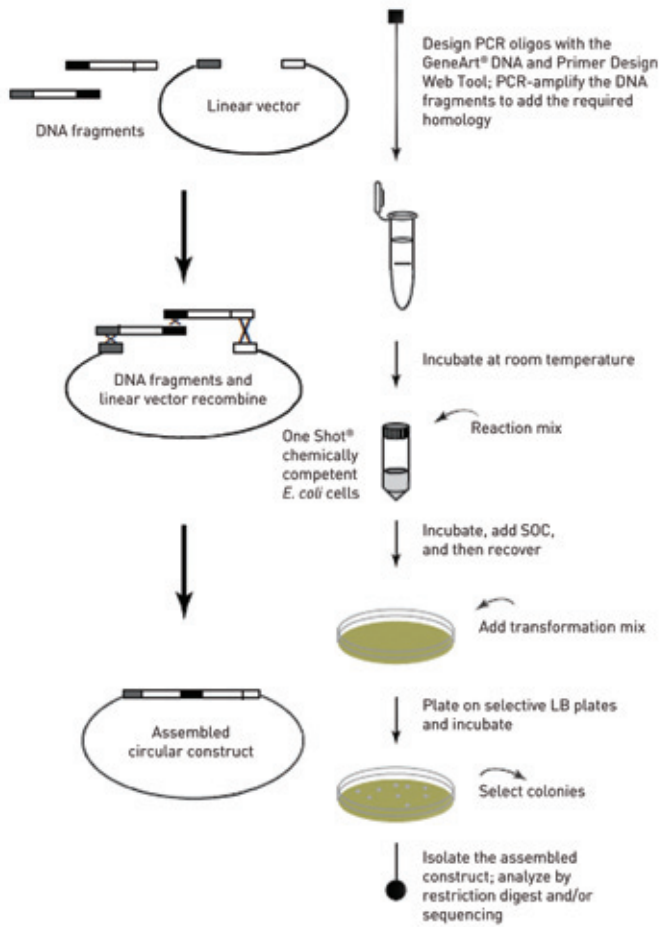 DNA fragments
Linear vector
DNA fragments and
linear vector recombine
Assembled
circular construct
Design PCR oligos with the
GeneArt® DNA and Primer Design
Web Tool; PCR-amplify the DNA
fragments to add the required
homology
Incubate at room temperature
Reaction mix
One Shot®
chemically
competent
E. coli cells
Incubate, add SOC,
and then recover
Add transformation mix
Plate on selective LB plates
and incubate
Select colonies
Isolate the assembled
construct; analyze by
restriction digest and/or
sequencing